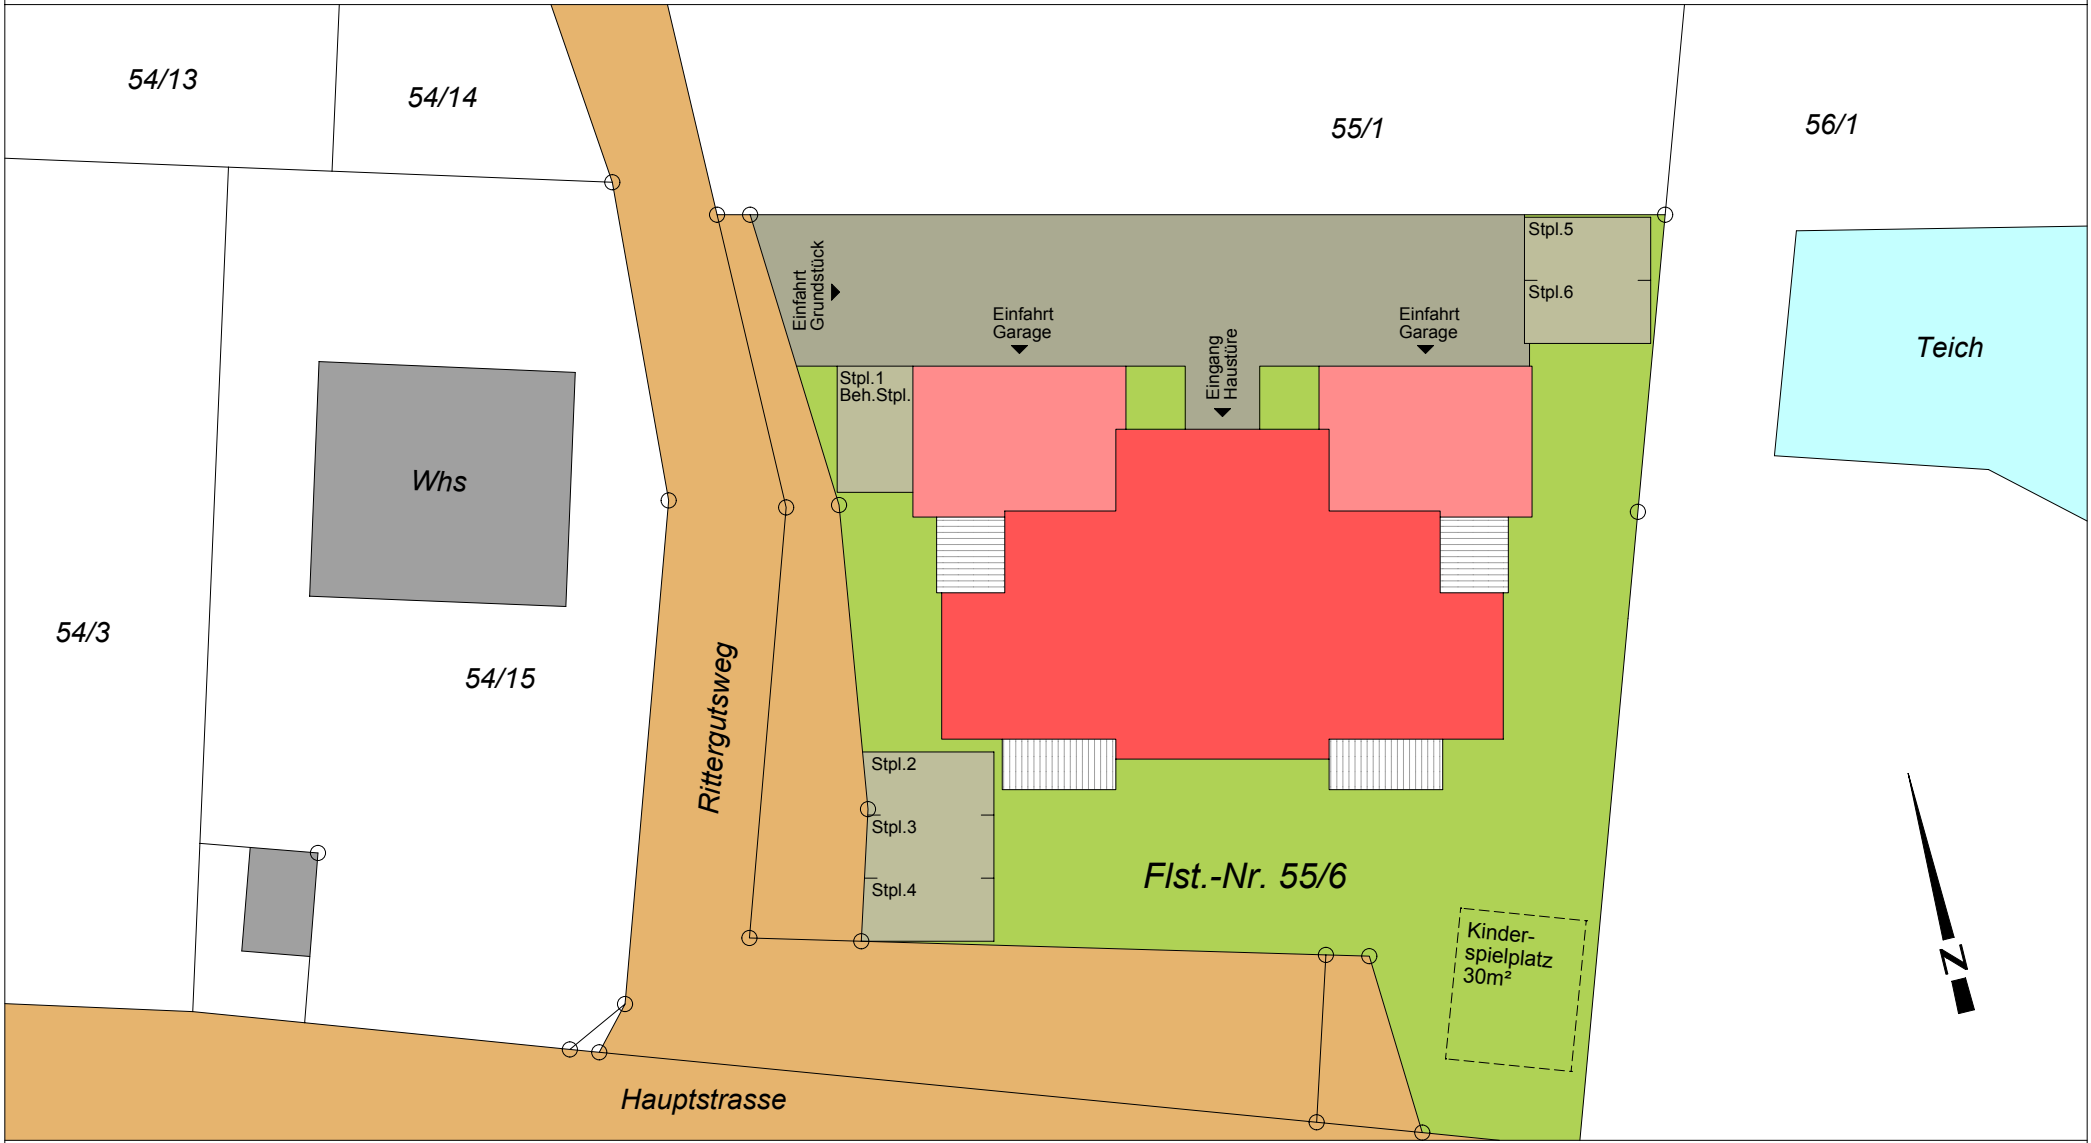 54/13
54/14
55/1
56/1
Stpl.5
Stpl.6
Einfahrt
Grundstück
Einfahrt
Garage
Einfahrt
Garage
Eingang
Haustüre
Teich
Stpl.1
Beh.Stpl.
Whs
54/3
54/15
Rittergutsweg
Stpl.2
Stpl.3
Stpl.4
Flst.-Nr. 55/6
Kinder-
spielplatz
30m²
N
Hauptstrasse